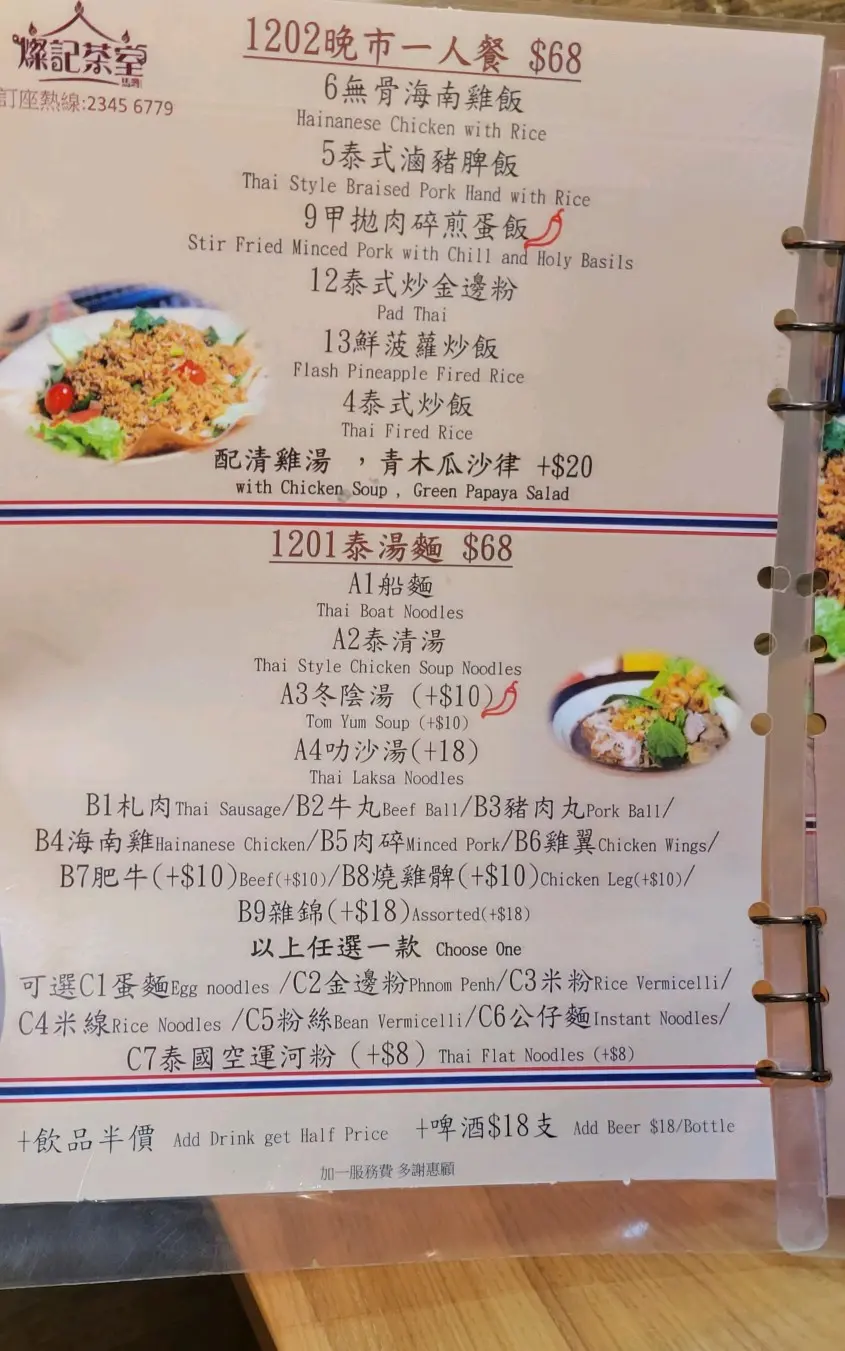 燦記茶室
訂座熱線:2345 6779
1202晚市一人餐 $68
6無骨海南雞飯
Hainanese Chicken with Rice
5泰式滷豬脾飯
Thai Style Braised Pork Hand with Rice
9甲拋肉碎煎蛋飯
Stir Fried Minced Pork with Chill and Holy Basils
12泰式炒金邊粉
Pad Thai
13鮮菠蘿炒飯
Flash Pineapple Fired Rice
4泰式炒飯
Thai Fired Rice
配清雞湯 ，青木瓜沙律 +$20
with Chicken Soup , Green Papaya Salad
1201泰湯麵 $68
A1船麵
Thai Boat Noodles
A2泰清湯
Thai Style Chicken Soup Noodles
A3冬陰湯 (+$10)
Tom Yum Soup (+$10)
A4叻沙湯(+18)
Thai Laksa Noodles
B1札肉Thai Sausage/B2牛丸Beef Ball/B3豬肉丸Pork Ball/
B4海南雞Hainanese Chicken/B5肉碎Minced Pork/B6雞翼Chicken Wings/
B7肥牛(+$10)Beef(+$10)/B8燒雞髀(+$10)Chicken Leg(+$10)/
B9雜錦(+$18)Assorted(+$18)
以上任選一款 Choose One
可選C1蛋麵Egg noodles /C2金邊粉Phnom Penh/C3米粉Rice Vermicelli/
C4米線Rice Noodles /C5粉絲Bean Vermicelli/C6公仔麵Instant Noodles/
C7泰國空運河粉 (+$8) Thai Flat Noodles (+$8)
+飲品半價 Add Drink get Half Price +啤酒$18支 Add Beer $18/Bottle
加一服務費 多謝惠顧